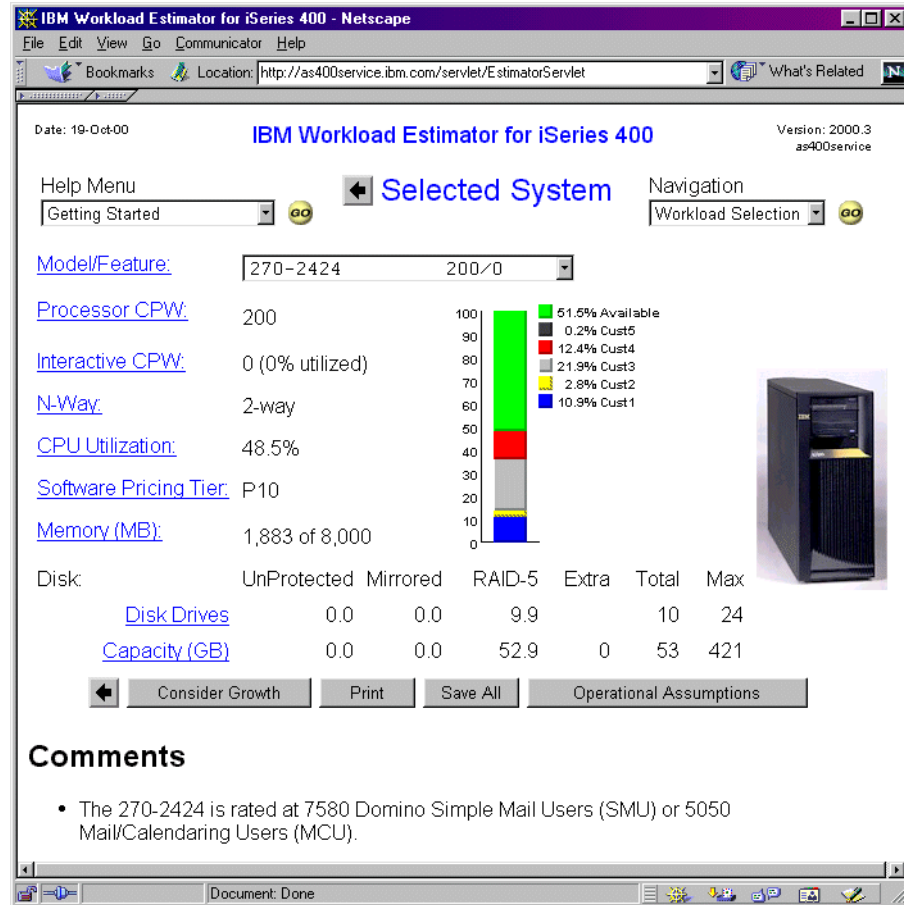 IBM Workload Estimator for iSeries 400 - Netscape
File Edit View Go Communicator Help
Bookmarks Location: http://as400service.ibm.com/servlet/EstimatorServlet What's Related N
Date: 19-Oct-00 IBM Workload Estimator for iSeries 400 Version: 2000.3
as400service
Help Menu Selected System Navigation
Getting Started GO Workload Selection GO
Model/Feature: 270-2424 200/0
Processor CPW: 200
Interactive CPW: 0 (0% utilized)
N-Way: 2-way
CPU Utilization: 48.5%
Software Pricing Tier: P10
Memory (MB): 1,883 of 8,000
100
90
80
70
60
50
40
30
20
10
0
51.5% Available
0.2% Cust5
12.4% Cust4
21.9% Cust3
2.8% Cust2
10.9% Cust1
Disk: UnProtected Mirrored RAID-5 Extra Total Max
Disk Drives 0.0 0.0 9.9 10 24
Capacity (GB) 0.0 0.0 52.9 0 53 421
Consider Growth Print Save All Operational Assumptions
Comments
• The 270-2424 is rated at 7580 Domino Simple Mail Users (SMU) or 5050
Mail/Calendaring Users (MCU).
Document: Done